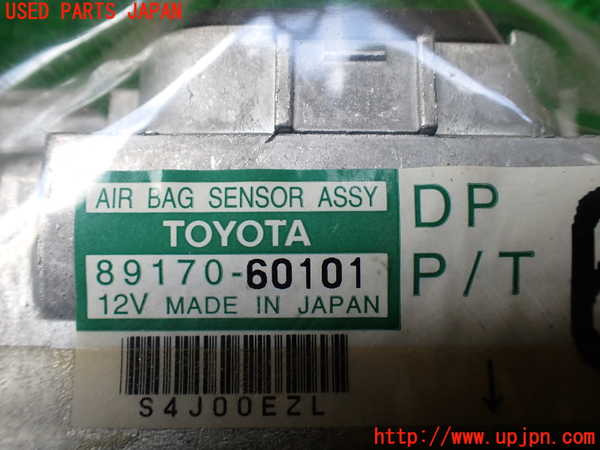 USED PARTS JAPAN
AIR BAG SENSOR ASSY
TOYOTA
89170-60101
12V MADE IN JAPAN
DP
P/T
S4J00EZL
http://www.upjpn.com